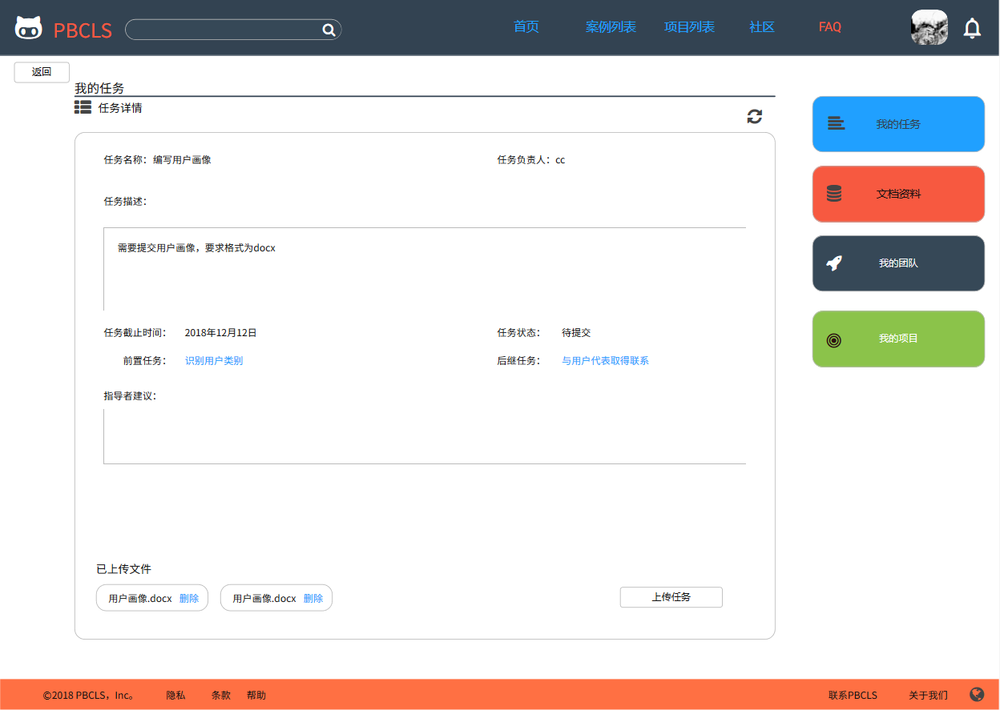 PBCLS
首页 案例列表 项目列表 社区 FAQ
返回
我的任务
任务详情
任务名称：编写用户画像 任务负责人：cc
任务描述：
需要提交用户画像，要求格式为docx
任务截止时间： 2018年12月12日 任务状态： 待提交
前置任务： 识别用户类别 后继任务： 与用户代表取得联系
指导者建议：
已上传文件
用户画像.docx 删除 用户画像.docx 删除 上传任务
我的任务
文档资料
我的团队
我的项目
©2018 PBCLS，Inc。 隐私 条款 帮助 联系PBCLS 关于我们